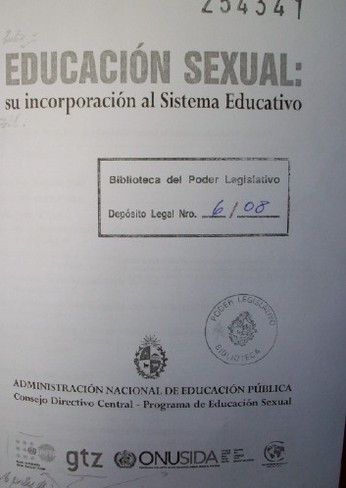 254341
EDUCACIÓN SEXUAL:
su incorporación al Sistema Educativo
Biblioteca del Poder Legislativo
Depósito Legal Nro. 6/08
PODER LEGISLATIVO
BIBLIOTECA
ADMINISTRACIÓN NACIONAL DE EDUCACIÓN PÚBLICA
Consejo Directivo Central - Programa de Educación Sexual
gtz ONUSIDA